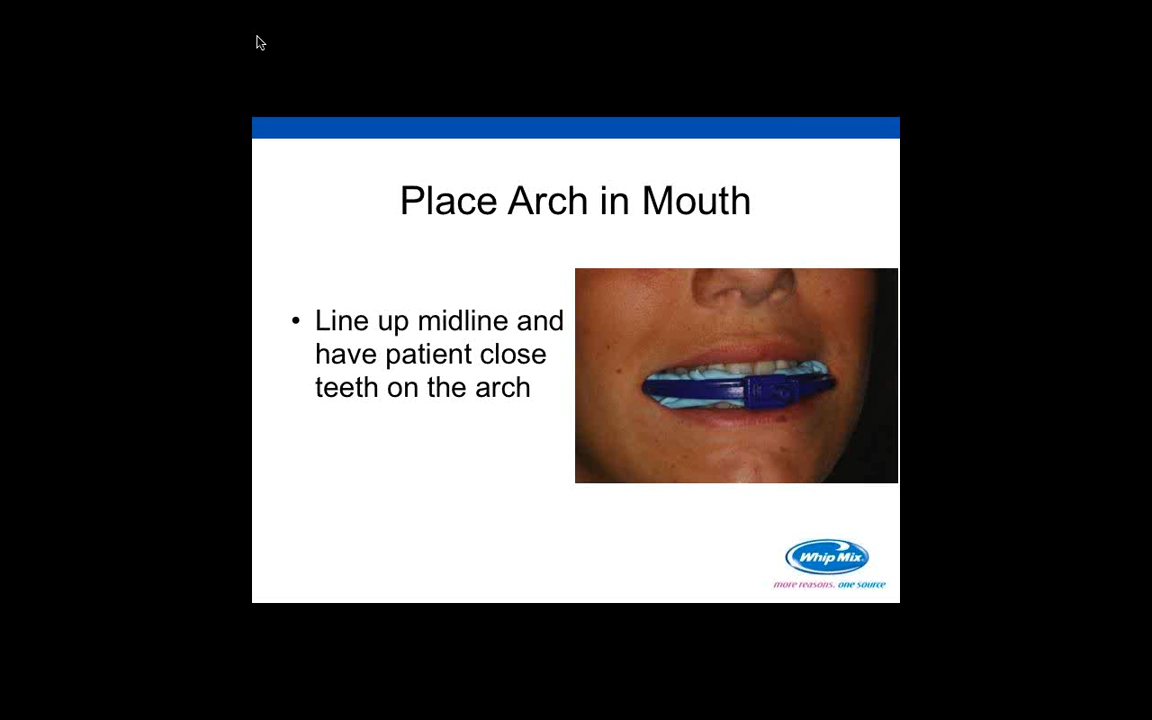 Place Arch in Mouth
• Line up midline and
have patient close
teeth on the arch
Whip Mix
more reasons. one source